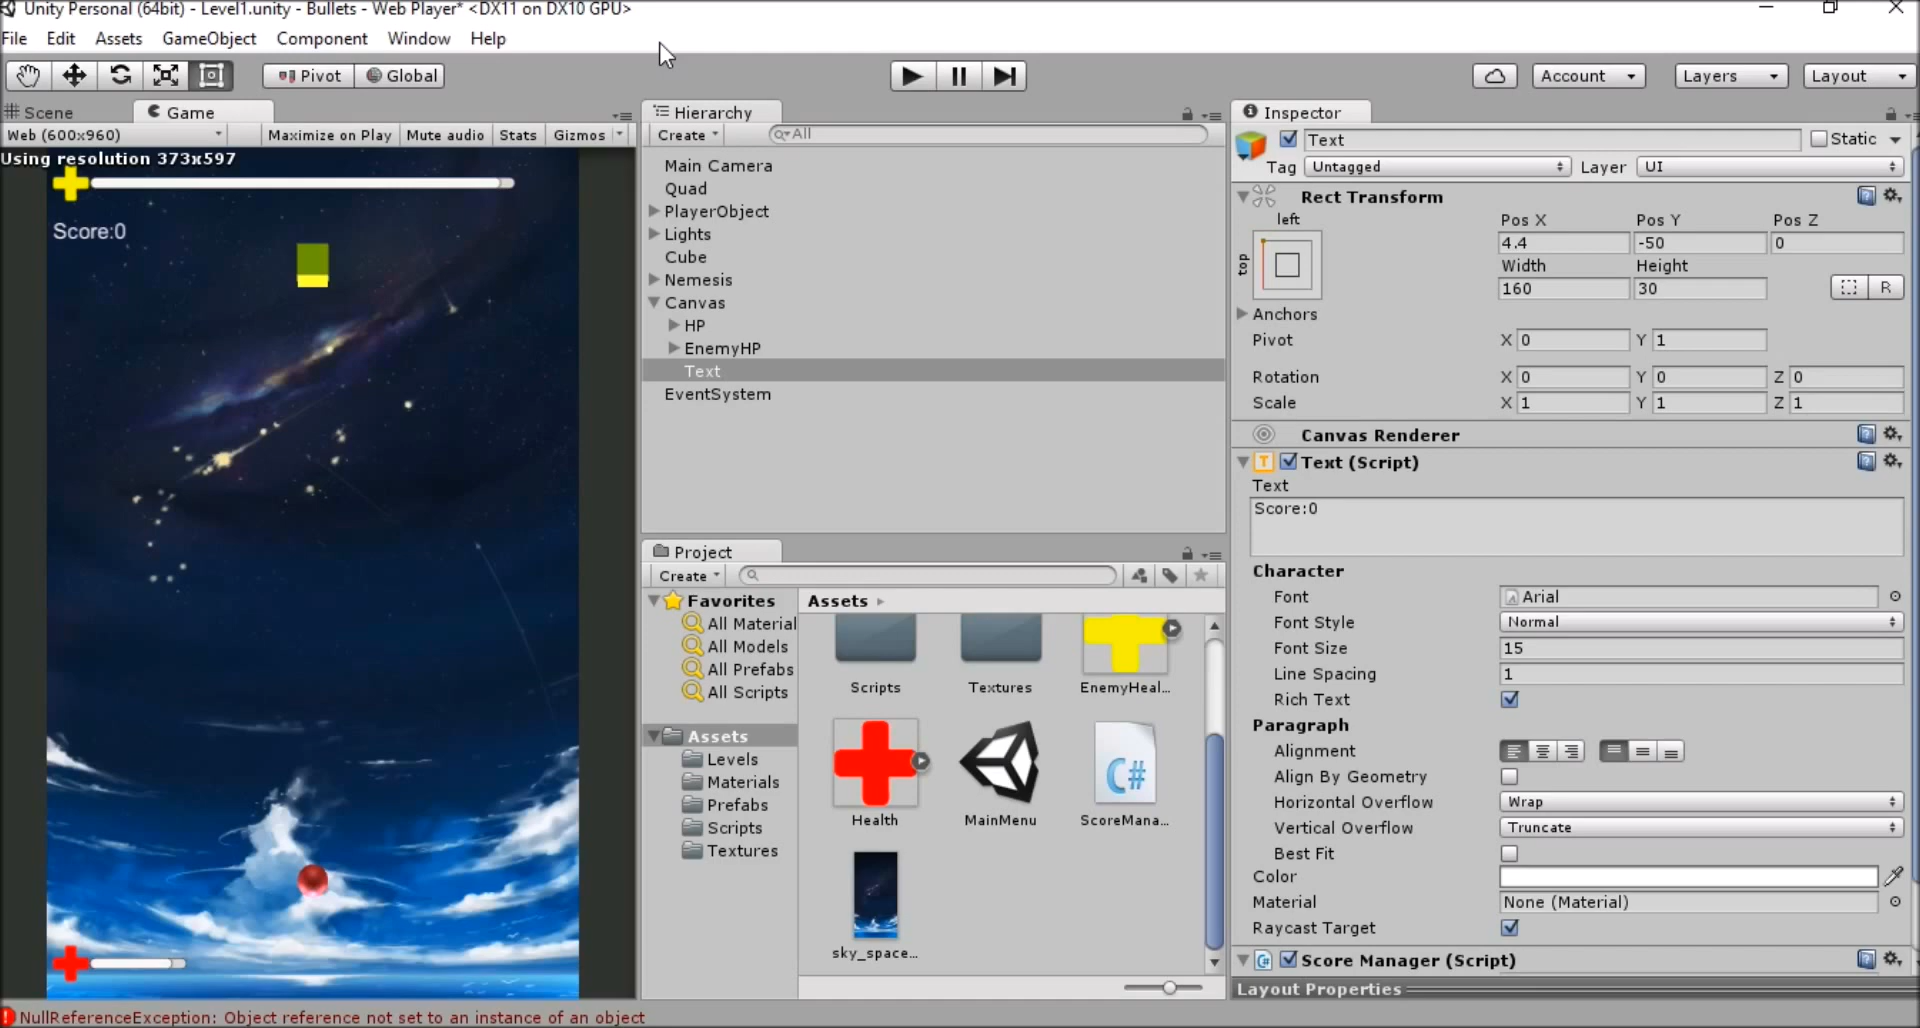 Unity Personal (64bit) - Level1.unity - Bullets - Web Player* <DX11 on DX10 GPU>
File Edit Assets GameObject Component Window Help
Pivot Global Account Layers Layout
Scene Game
Web (600x960) Maximize on Play Mute audio Stats Gizmos
Using resolution 373x597
Score:0
Hierarchy
Create All
Main Camera
Quad
PlayerObject
Lights
Cube
Nemesis
Canvas
HP
EnemyHP
Text
EventSystem
Project
Create
Favorites
All Material
All Models
All Prefabs
All Scripts
Assets
Levels
Materials
Prefabs
Scripts
Textures
Assets
Scripts Textures EnemyHeal...
Health MainMenu C# ScoreMana...
sky_space...
Inspector
Text Static
Tag Untagged Layer UI
Rect Transform
left
top
Pos X Pos Y Pos Z
4.4 -50 0
Width Height
160 30 R
Anchors
Pivot X 0 Y 1
Rotation X 0 Y 0 Z 0
Scale X 1 Y 1 Z 1
Canvas Renderer
T Text (Script)
Text
Score:0
Character
Font Arial
Font Style Normal
Font Size 15
Line Spacing 1
Rich Text
Paragraph
Alignment
Align By Geometry
Horizontal Overflow Wrap
Vertical Overflow Truncate
Best Fit
Color
Material None (Material)
Raycast Target
Score Manager (Script)
Layout Properties
NullReferenceException: Object reference not set to an instance of an object